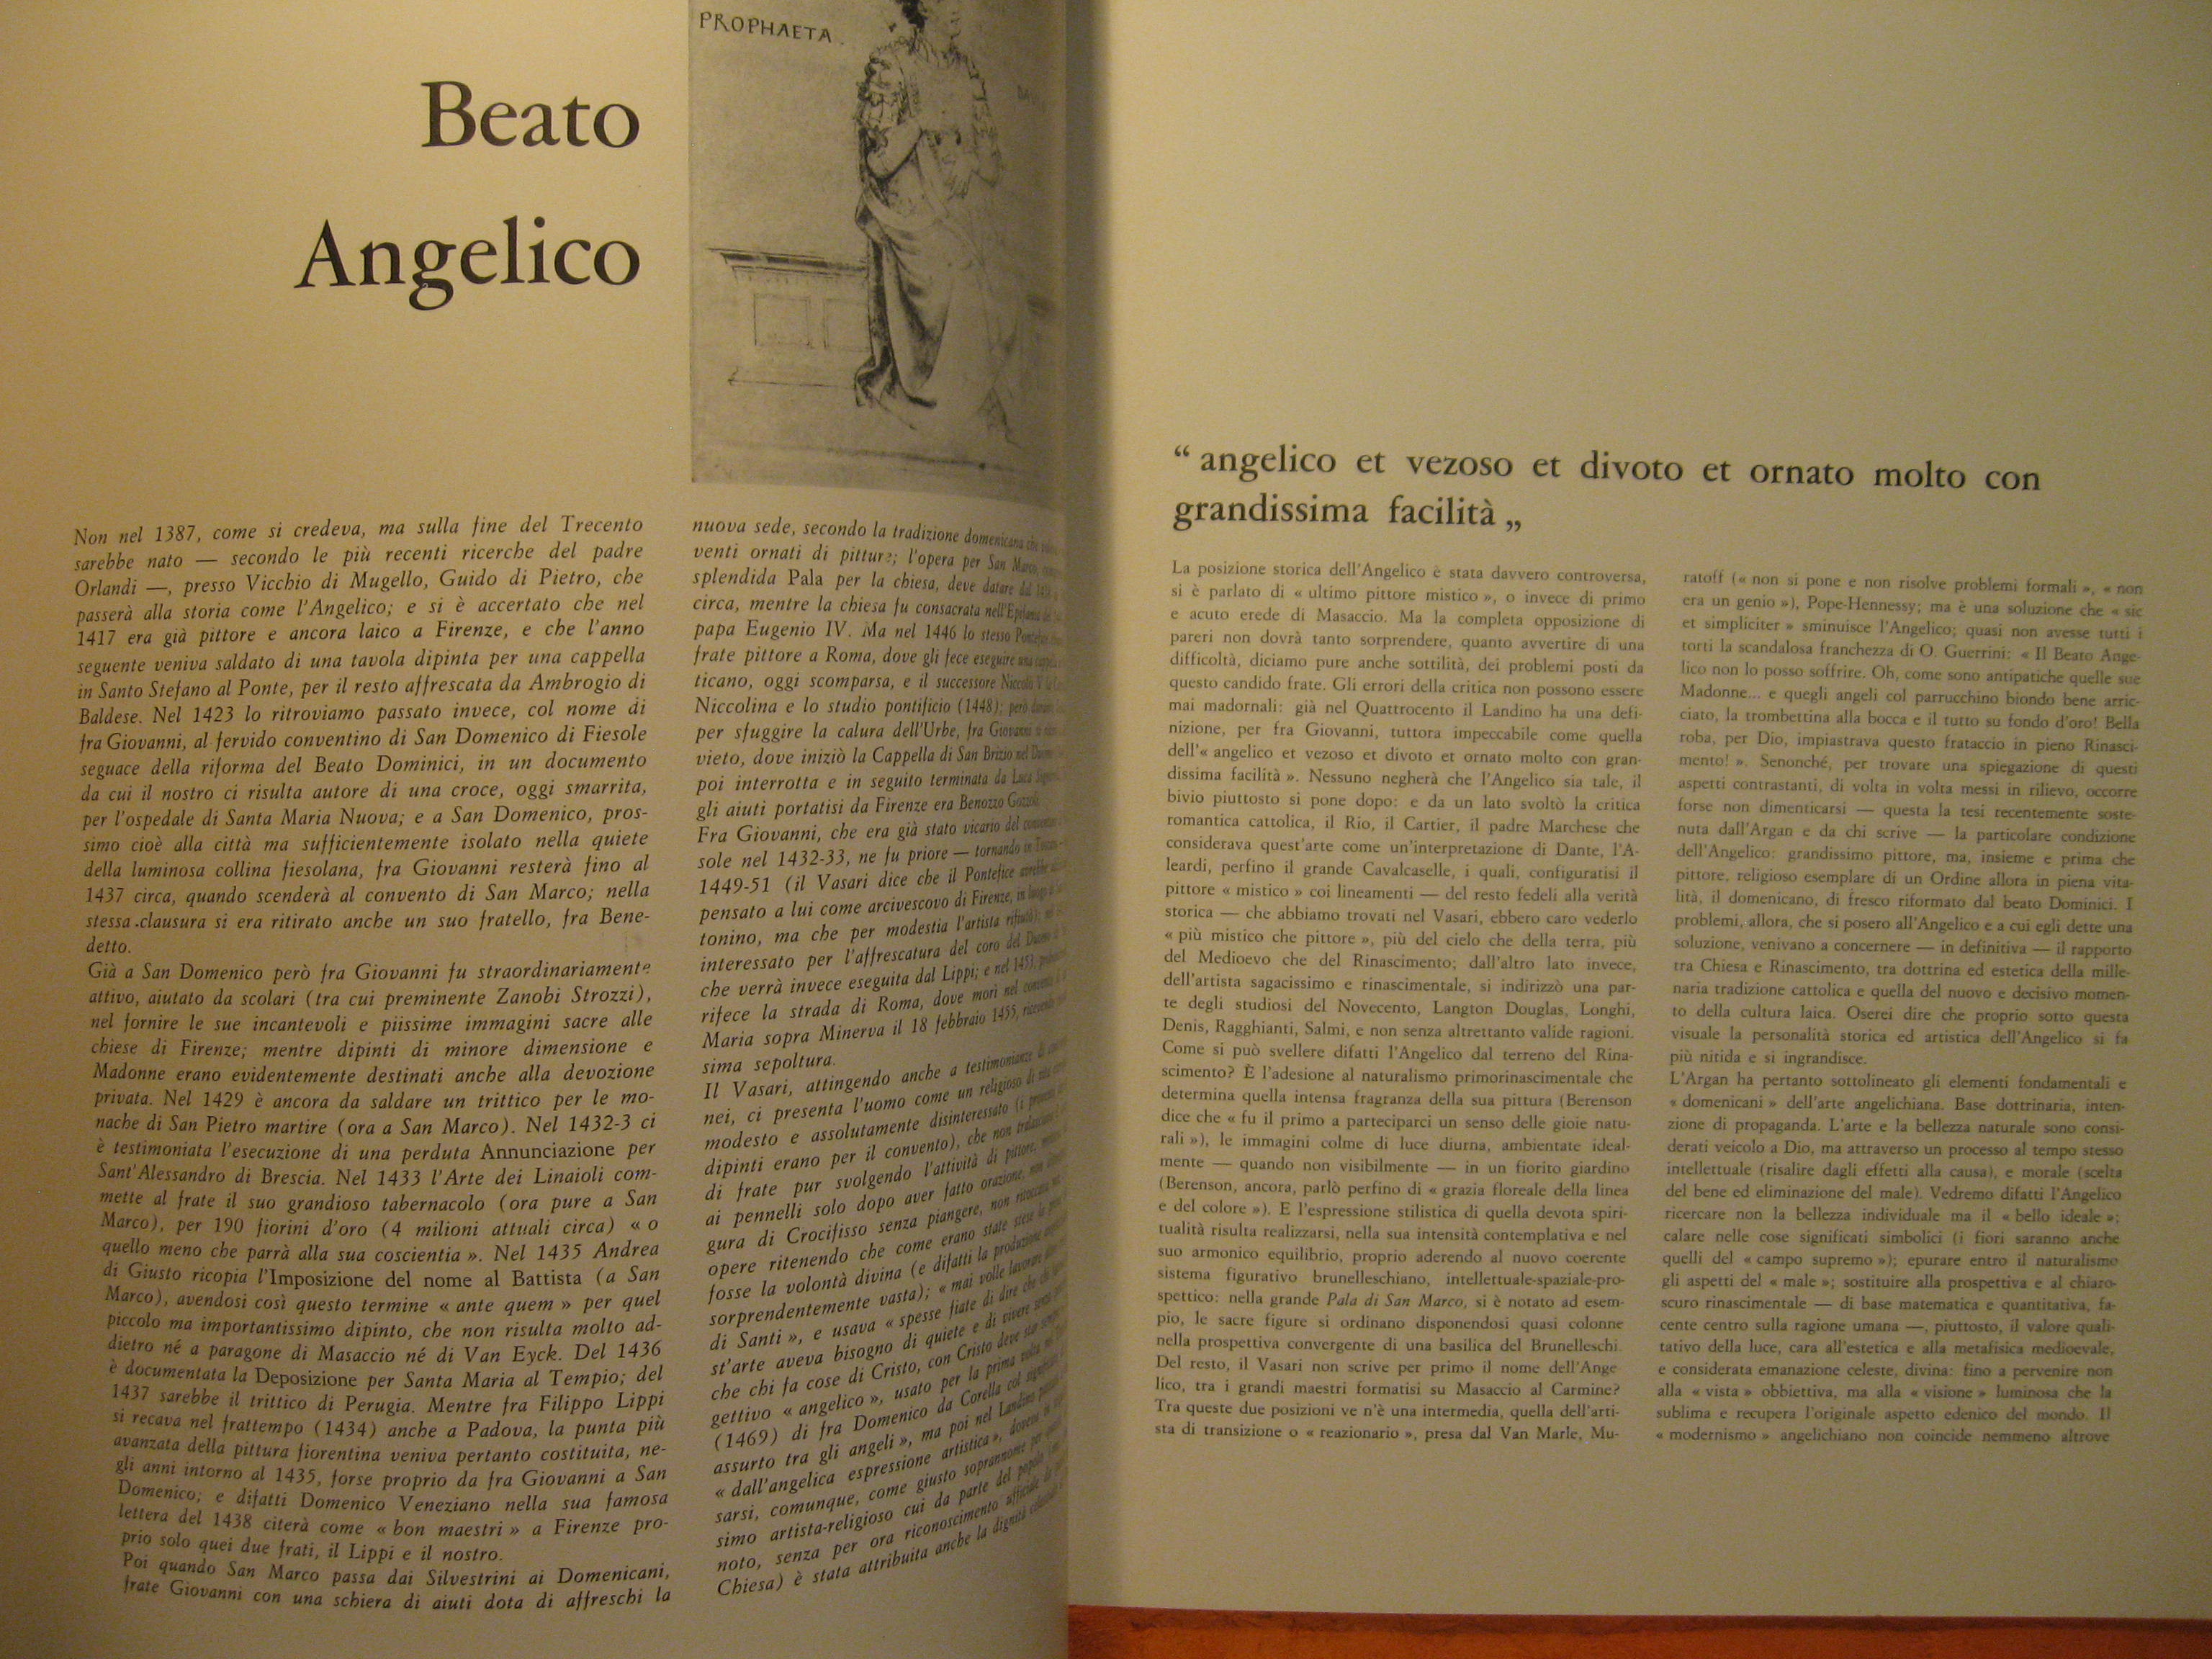 PROPHAETA.
Beato
Angelico
Non nel 1387, come si credeva, ma sulla fine del Trecento
sarebbe nato — secondo le più recenti ricerche del padre
Orlandi —, presso Vicchio di Mugello, Guido di Pietro, che
passerà alla storia come l'Angelico; e si è accertato che nel
1417 era già pittore e ancora laico a Firenze, e che l'anno
seguente veniva saldato di una tavola dipinta per una cappella
in Santo Stefano al Ponte, per il resto affrescata da Ambrogio di
Baldese. Nel 1423 lo ritroviamo passato invece, col nome di
fra Giovanni, al fervido conventino di San Domenico di Fiesole
seguace della riforma del Beato Dominici, in un documento
da cui il nostro ci risulta autore di una croce, oggi smarrita,
per l'ospedale di Santa Maria Nuova; e a San Domenico, pros-
simo cioè alla città ma sufficientemente isolato nella quiete
della luminosa collina fiesolana, fra Giovanni resterà fino al
1437 circa, quando scenderà al convento di San Marco; nella
stessa clausura si era ritirato anche un suo fratello, fra Bene-
detto.
Già a San Domenico però fra Giovanni fu straordinariamente
attivo, aiutato da scolari (tra cui preminente Zanobi Strozzi),
nel fornire le sue incantevoli e piissime immagini sacre alle
chiese di Firenze; mentre dipinti di minore dimensione e
Madonne erano evidentemente destinati anche alla devozione
privata. Nel 1429 è ancora da saldare un trittico per le mo-
nache di San Pietro martire (ora a San Marco). Nel 1432-3 ci
è testimoniata l'esecuzione di una perduta Annunciazione per
Sant'Alessandro di Brescia. Nel 1433 l'Arte dei Linaioli com-
mette al frate il suo grandioso tabernacolo (ora pure a San
Marco), per 190 fiorini d'oro (4 milioni attuali circa) « o
quello meno che parrà alla sua coscientia ». Nel 1435 Andrea
di Giusto ricopia l'Imposizione del nome al Battista (a San
Marco), avendosi così questo termine « ante quem » per quel
piccolo ma importantissimo dipinto, che non risulta molto ad-
dietro né a paragone di Masaccio né di Van Eyck. Del 1436
è documentata la Deposizione per Santa Maria al Tempio; del
1437 sarebbe il trittico di Perugia. Mentre fra Filippo Lippi
si recava nel frattempo (1434) anche a Padova, la punta più
avanzata della pittura fiorentina veniva pertanto costituita, ne-
gli anni intorno al 1435, forse proprio da fra Giovanni a San
Domenico; e difatti Domenico Veneziano nella sua famosa
lettera del 1438 citerà come « bon maestri » a Firenze pro-
prio solo quei due frati, il Lippi e il nostro.
Poi quando San Marco passa dai Silvestrini ai Domenicani,
frate Giovanni con una schiera di aiuti dota di affreschi la
nuova sede, secondo la tradizione domenicana che
venti ornati di pitture; l'opera per San Marco,
splendida Pala per la chiesa, deve datare dal
circa, mentre la chiesa fu consacrata nell'Epifania
papa Eugenio IV. Ma nel 1446 lo stesso Pontefice
frate pittore a Roma, dove gli fece eseguire una
ticano, oggi scomparsa, e il successore Niccolò V
Niccolina e lo studio pontificio (1448); però
per sfuggire la calura dell'Urbe, fra Giovanni
vieto, dove iniziò la Cappella di San Brizio nel Duomo
poi interrotta e in seguito terminata da Luca
gli aiuti portatisi da Firenze era Benozzo Gozzoli.
Fra Giovanni, che era già stato vicario del convento
sole nel 1432-33, ne fu priore — tornando in
1449-51 (il Vasari dice che il Pontefice
pensato a lui come arcivescovo di Firenze, in luogo
tonino, ma che per modestia l'artista rifiutò);
interessato per l'affrescatura del coro del Duomo
che verrà invece eseguita dal Lippi; e nel 1453,
rifece la strada di Roma, dove morì nel convento
Maria sopra Minerva il 18 febbraio 1455,
sima sepoltura.
Il Vasari, attingendo anche a testimonianze di
nei, ci presenta l'uomo come un religioso di
modesto e assolutamente disinteressato (i
dipinti erano per il convento), che non
di frate pur svolgendo l'attività di pittore,
ai pennelli solo dopo aver fatto orazione, non
gura di Crocifisso senza piangere, non
opere ritenendo che come erano state
fosse la volontà divina (e difatti la produzione
sorprendentemente vasta); « mai volle lavorare
di Santi », e usava « spesse fiate di dire che chi
st'arte aveva bisogno di quiete e di vivere senza
che chi fa cose di Cristo, con Cristo deve star sempre
gettivo « angelico », usato per la prima volta
(1469) di fra Domenico da Corella col significato
assurto tra gli angeli », ma poi nel Landino
« dall'angelica espressione artistica »,
sarsi, comunque, come giusto soprannome per
simo artista-religioso cui da parte del popolo
noto, senza per ora riconoscimento ufficiale
Chiesa) è stata attribuita anche la dignità
“ angelico et vezoso et divoto et ornato molto con
grandissima facilità „
La posizione storica dell'Angelico è stata davvero controversa,
si è parlato di « ultimo pittore mistico », o invece di primo
e acuto erede di Masaccio. Ma la completa opposizione di
pareri non dovrà tanto sorprendere, quanto avvertire di una
difficoltà, diciamo pure anche sottilità, dei problemi posti da
questo candido frate. Gli errori della critica non possono essere
mai madornali: già nel Quattrocento il Landino ha una defi-
nizione, per fra Giovanni, tuttora impeccabile come quella
dell'« angelico et vezoso et divoto et ornato molto con gran-
dissima facilità ». Nessuno negherà che l'Angelico sia tale, il
bivio piuttosto si pone dopo: e da un lato svoltò la critica
romantica cattolica, il Rio, il Cartier, il padre Marchese che
considerava quest'arte come un'interpretazione di Dante, l'A-
leardi, perfino il grande Cavalcaselle, i quali, configuratisi il
pittore « mistico » coi lineamenti — del resto fedeli alla verità
storica — che abbiamo trovati nel Vasari, ebbero caro vederlo
« più mistico che pittore », più del cielo che della terra, più
del Medioevo che del Rinascimento; dall'altro lato invece,
dell'artista sagacissimo e rinascimentale, si indirizzò una par-
te degli studiosi del Novecento, Langton Douglas, Longhi,
Denis, Ragghianti, Salmi, e non senza altrettanto valide ragioni.
Come si può svellere difatti l'Angelico dal terreno del Rina-
scimento? È l'adesione al naturalismo primorinascimentale che
determina quella intensa fragranza della sua pittura (Berenson
dice che « fu il primo a parteciparci un senso delle gioie natu-
rali »), le immagini colme di luce diurna, ambientate ideal-
mente — quando non visibilmente — in un fiorito giardino
(Berenson, ancora, parlò perfino di « grazia floreale della linea
e del colore »). E l'espressione stilistica di quella devota spiri-
tualità risulta realizzarsi, nella sua intensità contemplativa e nel
suo armonico equilibrio, proprio aderendo al nuovo coerente
sistema figurativo brunelleschiano, intellettuale-spaziale-pro-
spettico: nella grande Pala di San Marco, si è notato ad esem-
pio, le sacre figure si ordinano disponendosi quasi colonne
nella prospettiva convergente di una basilica del Brunelleschi.
Del resto, il Vasari non scrive per primo il nome dell'Ange
lico, tra i grandi maestri formatisi su Masaccio al Carmine?
Tra queste due posizioni ve n'è una intermedia, quella dell'arti-
sta di transizione o « reazionario », presa dal Van Marle, Mu-
ratoff (« non si pone e non risolve problemi formali », « non
era un genio »), Pope-Hennessy; ma è una soluzione che « sic
et simpliciter » sminuisce l'Angelico; quasi non avesse tutti i
torti la scandalosa franchezza di O. Guerrini: « Il Beato Ange-
lico non lo posso soffrire. Oh, come sono antipatiche quelle sue
Madonne... e quegli angeli col parrucchino biondo bene arric-
ciato, la trombettina alla bocca e il tutto su fondo d'oro! Bella
roba, per Dio, impiastrava questo frataccio in pieno Rinasci-
mento! ». Senonché, per trovare una spiegazione di questi
aspetti contrastanti, di volta in volta messi in rilievo, occorre
forse non dimenticarsi — questa la tesi recentemente soste-
nuta dall'Argan e da chi scrive — la particolare condizione
dell'Angelico: grandissimo pittore, ma, insieme e prima che
pittore, religioso esemplare di un Ordine allora in piena vita-
lità, il domenicano, di fresco riformato dal beato Dominici. I
problemi, allora, che si posero all'Angelico e a cui egli dette una
soluzione, venivano a concernere — in definitiva — il rapporto
tra Chiesa e Rinascimento, tra dottrina ed estetica della mille-
naria tradizione cattolica e quella del nuovo e decisivo momen-
to della cultura laica. Oserei dire che proprio sotto questa
visuale la personalità storica ed artistica dell'Angelico si fa
più nitida e si ingrandisce.
L'Argan ha pertanto sottolineato gli elementi fondamentali e
« domenicani » dell'arte angelichiana. Base dottrinaria, inten-
zione di propaganda. L'arte e la bellezza naturale sono consi-
derati veicolo a Dio, ma attraverso un processo al tempo stesso
intellettuale (risalire dagli effetti alla causa), e morale (scelta
del bene ed eliminazione del male). Vedremo difatti l'Angelico
ricercare non la bellezza individuale ma il « bello ideale »;
calare nelle cose significati simbolici (i fiori saranno anche
quelli del « campo supremo »); epurare entro il naturalismo
gli aspetti del « male »; sostituire alla prospettiva e al chiaro-
scuro rinascimentale — di base matematica e quantitativa, fa-
cente centro sulla ragione umana —, piuttosto, il valore quali-
tativo della luce, cara all'estetica e alla metafisica medioevale,
e considerata emanazione celeste, divina: fino a pervenire non
alla « vista » obbiettiva, ma alla « visione » luminosa che la
sublima e recupera l'originale aspetto edenico del mondo. Il
« modernismo » angelichiano non coincide nemmeno altrove